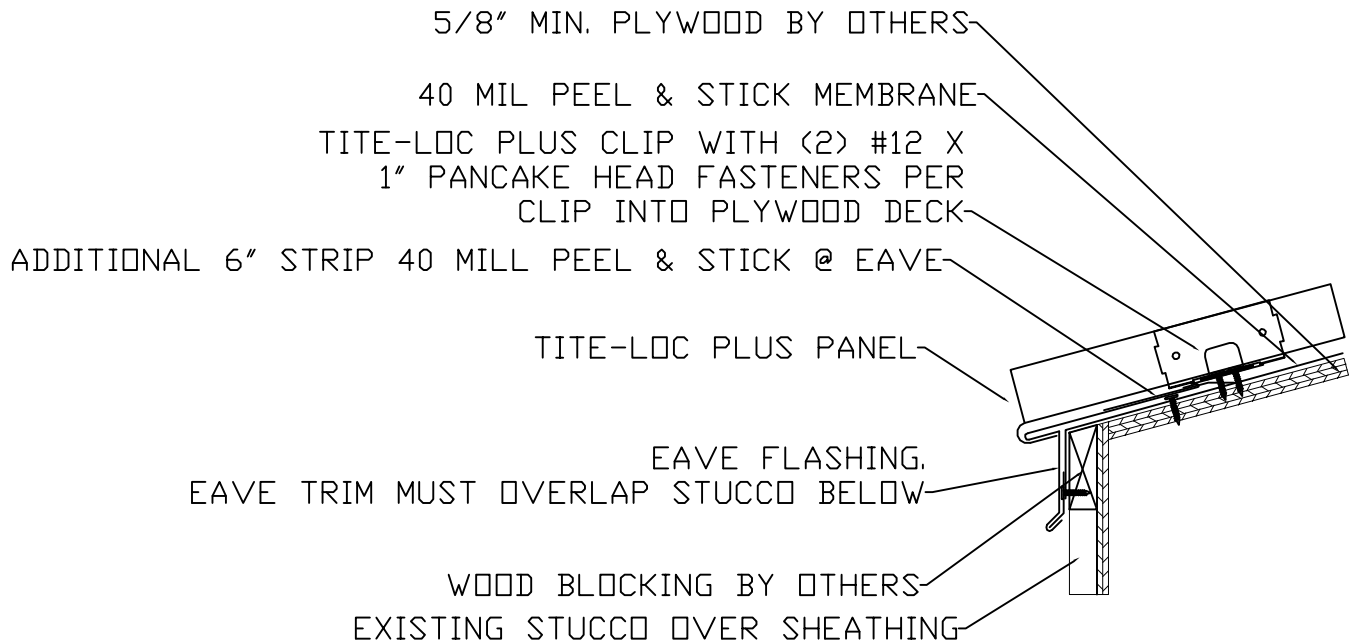 5/8" MIN. PLYWOOD BY OTHERS
40 MIL PEEL & STICK MEMBRANE
TITE-LOC PLUS CLIP WITH (2) #12 X
1" PANCAKE HEAD FASTENERS PER
CLIP INTO PLYWOOD DECK
ADDITIONAL 6" STRIP 40 MILL PEEL & STICK @ EAVE
TITE-LOC PLUS PANEL
EAVE FLASHING.
EAVE TRIM MUST OVERLAP STUCCO BELOW
WOOD BLOCKING BY OTHERS
EXISTING STUCCO OVER SHEATHING